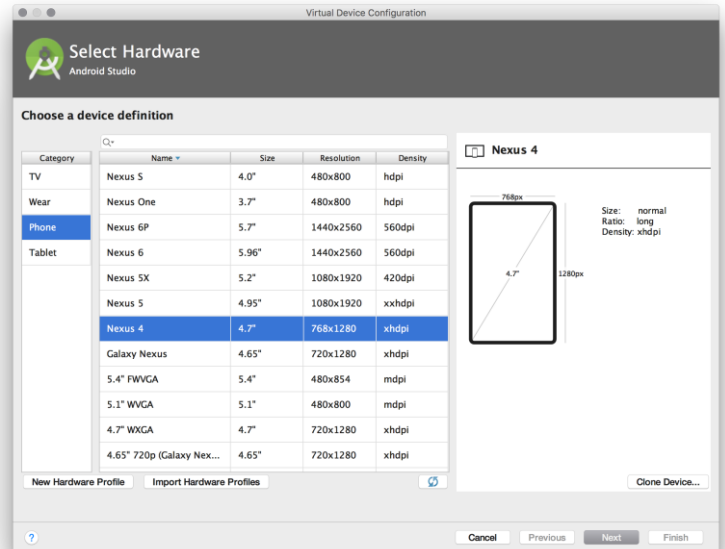 Virtual Device Configuration
Select Hardware
Android Studio
Choose a device definition
Category Name Size Resolution Density
TV
Wear
Phone
Tablet
Nexus S 4.0" 480x800 hdpi
Nexus One 3.7" 480x800 hdpi
Nexus 6P 5.7" 1440x2560 560dpi
Nexus 6 5.96" 1440x2560 560dpi
Nexus 5X 5.2" 1080x1920 420dpi
Nexus 5 4.95" 1080x1920 xxhdpi
Nexus 4 4.7" 768x1280 xhdpi
Galaxy Nexus 4.65" 720x1280 xhdpi
5.4" FWVGA 5.4" 480x854 mdpi
5.1" WVGA 5.1" 480x800 mdpi
4.7" WXGA 4.7" 720x1280 xhdpi
4.65" 720p (Galaxy Nex... 4.65" 720x1280 xhdpi
New Hardware Profile Import Hardware Profiles
Nexus 4
768px
4.7"
1280px
Size: normal
Ratio: long
Density: xhdpi
Clone Device...
? Cancel Previous Next Finish